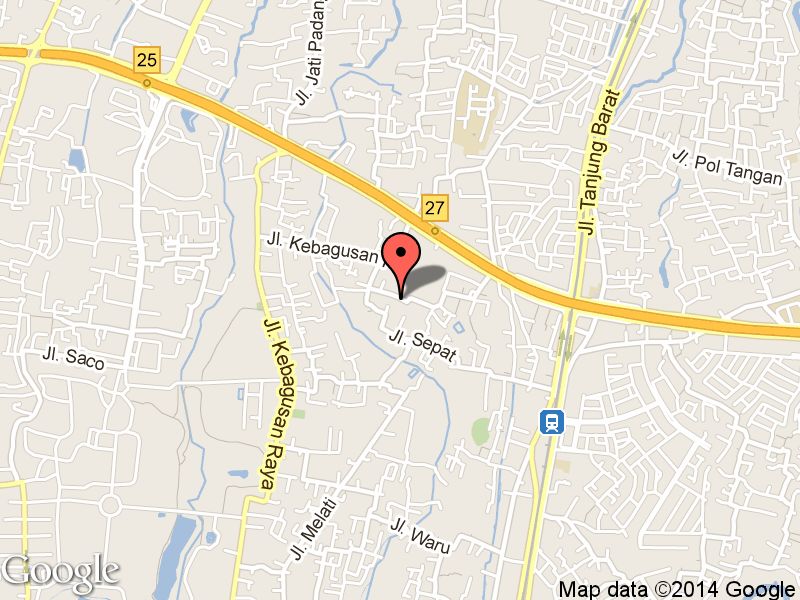 25
Jl. Jati Padang
Jl. Tanjung Barat
Jl. Pol Tangan
27
Jl. Kebagusan
Jl. Sepat
Jl. Saco
Jl. Kebagusan Raya
Jl. Melati
Jl. Waru
Google
Map data ©2014 Google